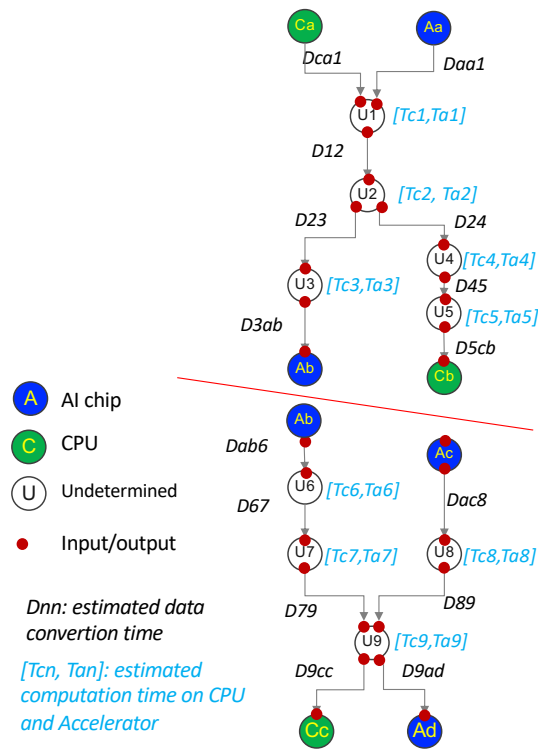 Ca
Aa
Dca1
Daa1
U1
[Tc1,Ta1]
D12
U2
[Tc2, Ta2]
D23
D24
U3
[Tc3,Ta3]
U4
[Tc4,Ta4]
D45
U5
[Tc5,Ta5]
D3ab
D5cb
Ab
Cb
A
AI chip
C
CPU
U
Undetermined
Input/output
Dnn: estimated data
convertion time
[Tcn, Tan]: estimated
computation time on CPU
and Accelerator
Ab
Ac
Dab6
U6
[Tc6,Ta6]
Dac8
D67
U7
[Tc7,Ta7]
U8
[Tc8,Ta8]
D79
D89
U9
[Tc9,Ta9]
D9cc
D9ad
Cc
Ad